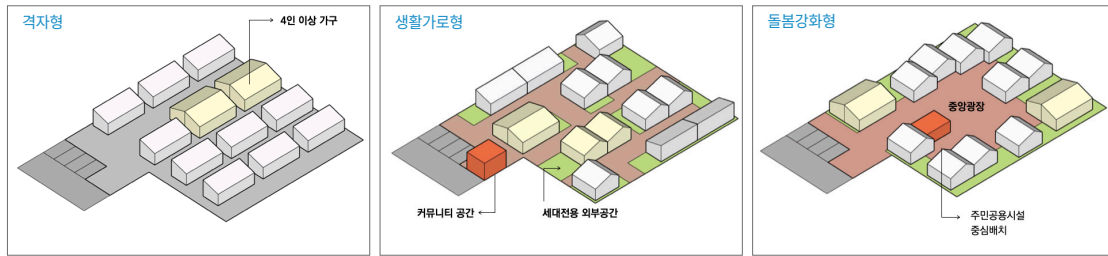 격자형
4인 이상 가구
생활가로형
커뮤니티 공간
세대전용 외부공간
돌봄강화형
중앙광장
주민공용시설
중심배치